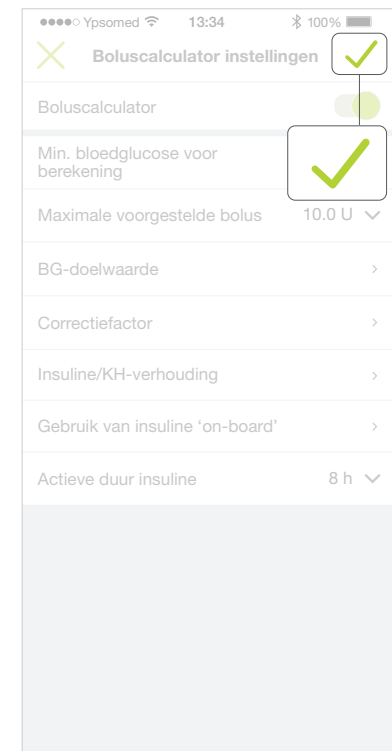 Ypsomed 13:34 100%
Boluscalculator instellingen
Boluscalculator
Min. bloedglucose voor
berekening
Maximale voorgestelde bolus 10.0 U
BG-doelwaarde
Correctiefactor
Insuline/KH-verhouding
Gebruik van insuline ‘on-board’
Actieve duur insuline 8 h